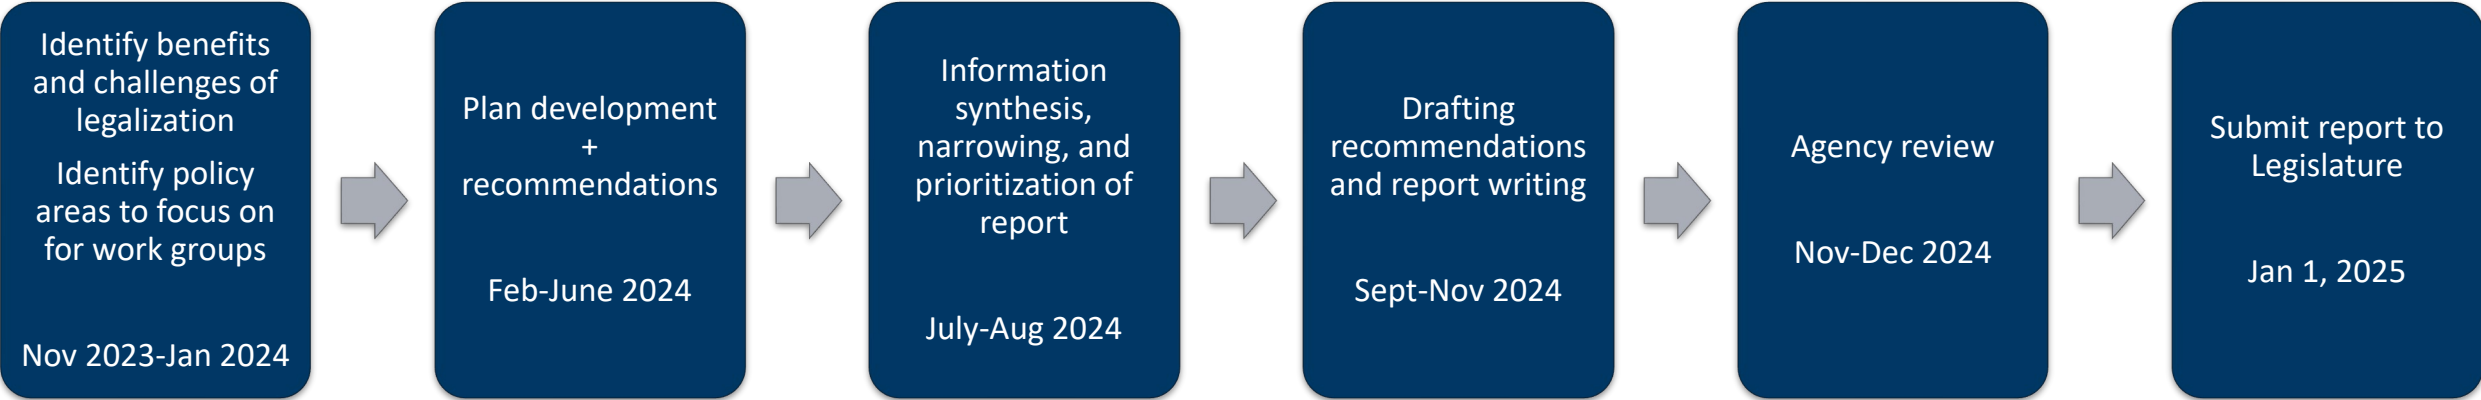 Identify benefits
and challenges of
legalization
Identify policy
areas to focus on
for work groups
Nov 2023-Jan 2024
Plan development
+
recommendations
Feb-June 2024
Information
synthesis,
narrowing, and
prioritization of
report
July-Aug 2024
Drafting
recommendations
and report writing
Sept-Nov 2024
Agency review
Nov-Dec 2024
Submit report to
Legislature
Jan 1, 2025